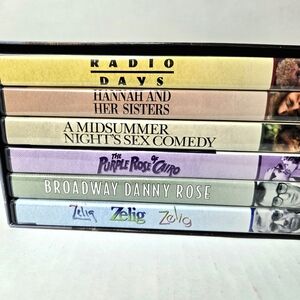 RADIO
DAYS
HANNAH AND
HER SISTERS
A MIDSUMMER
NIGHT'S SEX COMEDY
THE PURPLE ROSE OF CAIRO
BROADWAY DANNY ROSE
Zelig Zelig Zelig